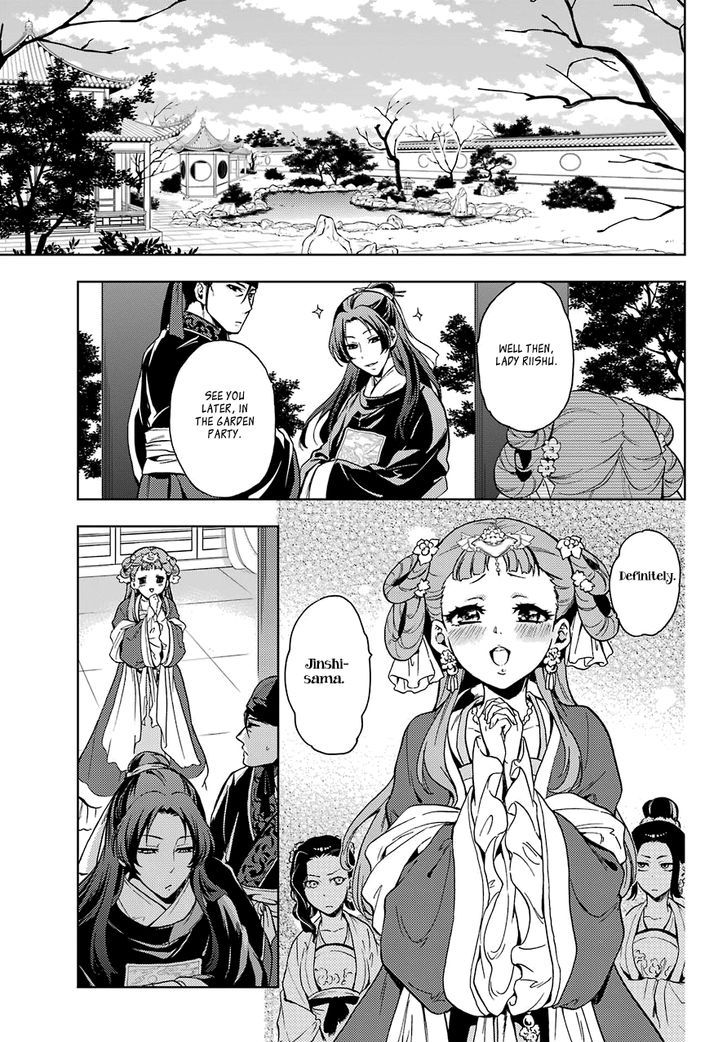 WELL THEN,
LADY RIISHU.
SEE YOU
LATER, IN
THE GARDEN
PARTY.
Definitely.
Jinshi-
sama.